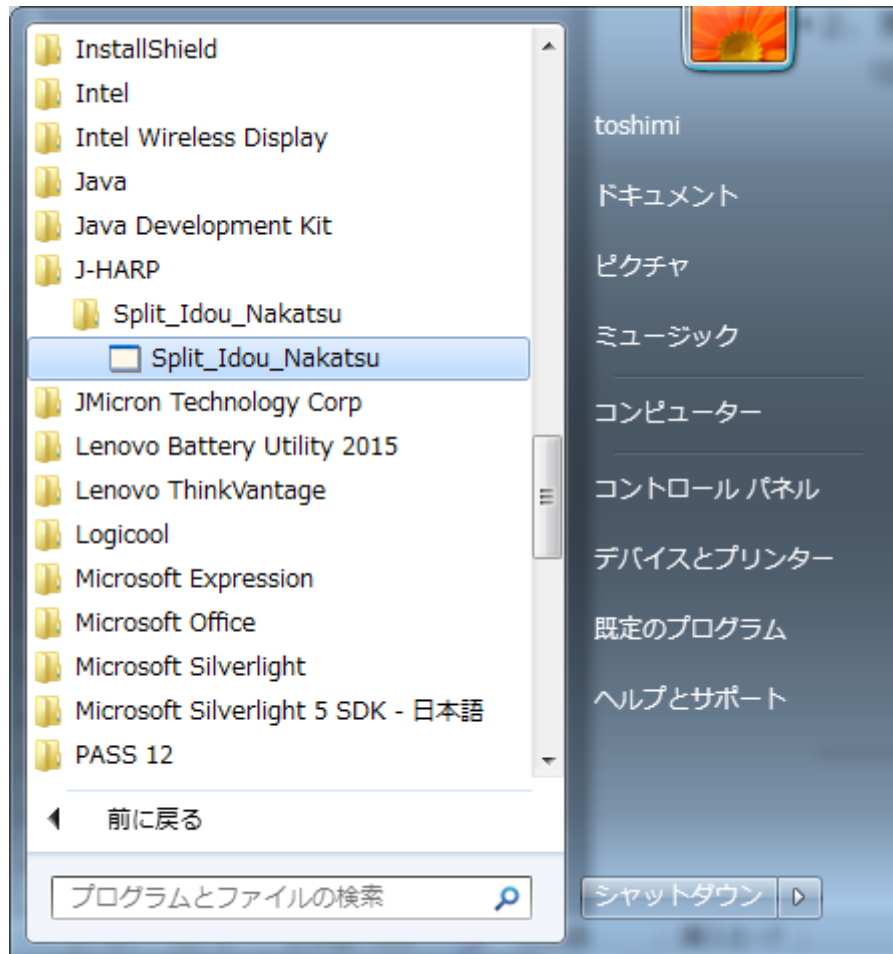 InstallShield
Intel
Intel Wireless Display
Java
Java Development Kit
J-HARP
Split_Idou_Nakatsu
Split_Idou_Nakatsu
JMicron Technology Corp
Lenovo Battery Utility 2015
Lenovo ThinkVantage
Logicool
Microsoft Expression
Microsoft Office
Microsoft Silverlight
Microsoft Silverlight 5 SDK - 日本語
PASS 12
前に戻る
プログラムとファイルの検索
toshimi
ドキュメント
ピクチャ
ミュージック
コンピューター
コントロール パネル
デバイスとプリンター
既定のプログラム
ヘルプとサポート
シャットダウン